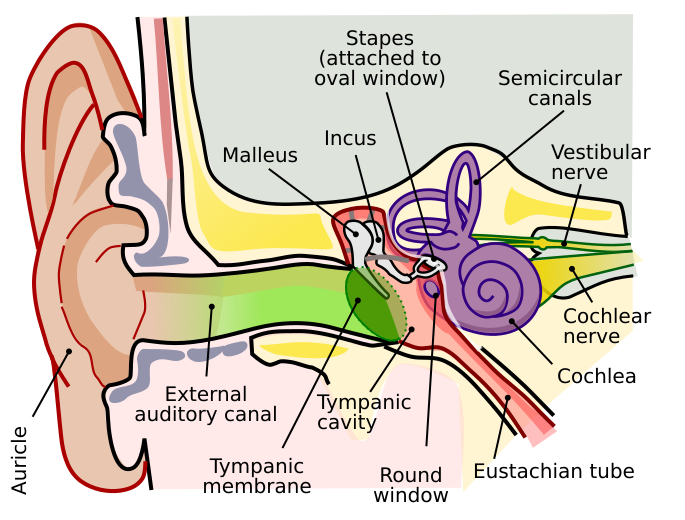 Stapes
(attached to
oval window)
Semicircular
canals
Incus
Malleus
Vestibular
nerve
Cochlear
nerve
Cochlea
External
auditory canal
Tympanic
cavity
Auricle
Tympanic
membrane
Round
window
Eustachian tube